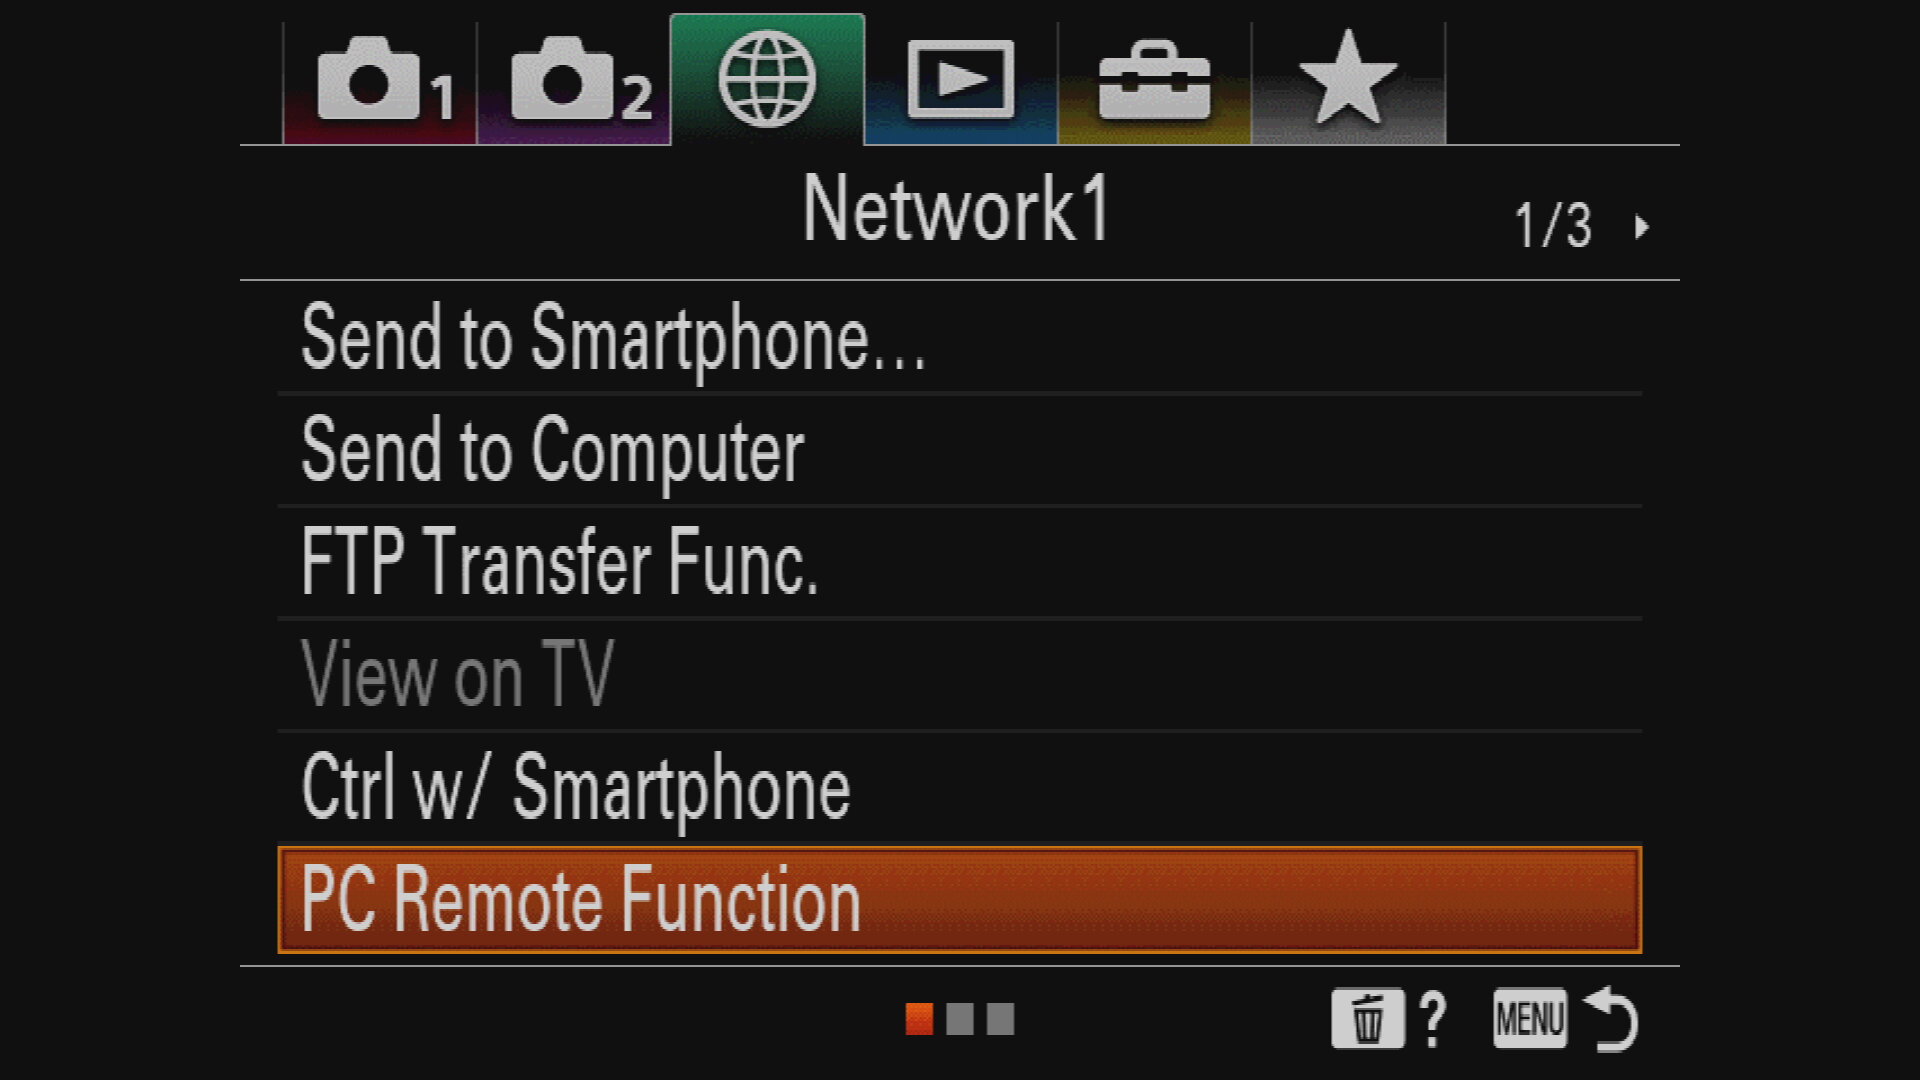 1 2
Network1 1/3
Send to Smartphone...
Send to Computer
FTP Transfer Func.
View on TV
Ctrl w/ Smartphone
PC Remote Function
? MENU